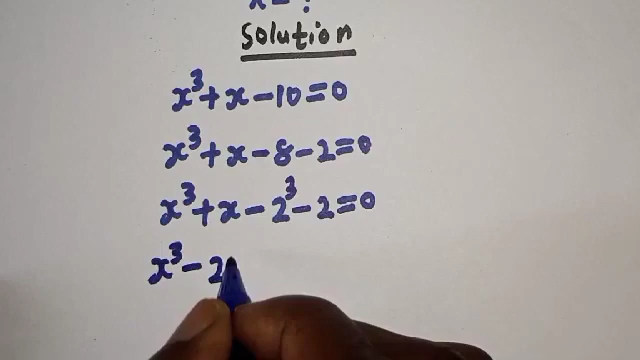 x = ?
Solution
x³ + x - 10 = 0
x³ + x - 8 - 2 = 0
x³ + x - 2³ - 2 = 0
x³ - 2